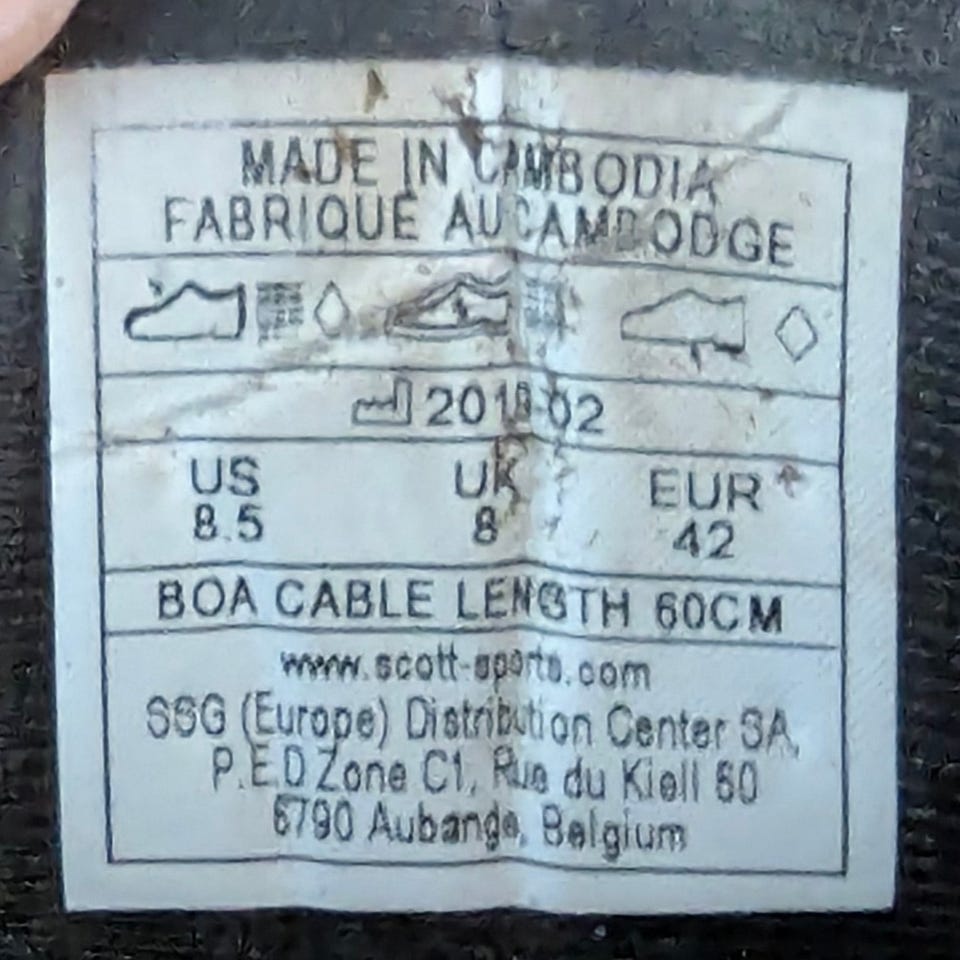 MADE IN CAMBODIA
FABRIQUE AU CAMBODGE
US UK EUR
8.5 8 42
BOA CABLE LENGTH 60CM
www.scott-sports.com
SSG (Europe) Distribution Center SA,
P.E.D Zone C1, Rue du Kiell 60
6790 Aubange, Belgium